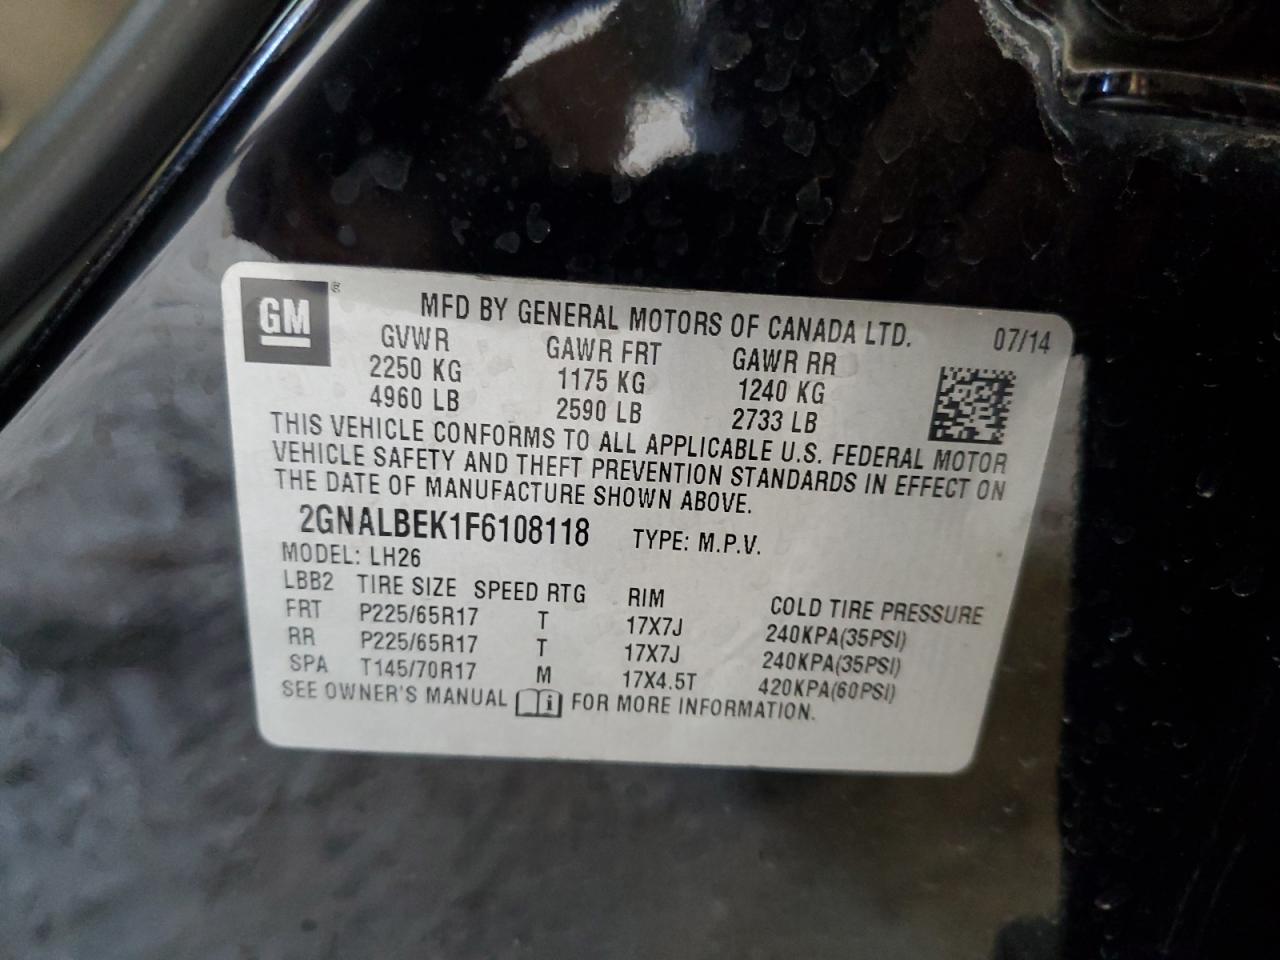 GM®
MFD BY GENERAL MOTORS OF CANADA LTD. 07/14
GVWR GAWR FRT GAWR RR
2250 KG 1175 KG 1240 KG
4960 LB 2590 LB 2733 LB
THIS VEHICLE CONFORMS TO ALL APPLICABLE U.S. FEDERAL MOTOR
VEHICLE SAFETY AND THEFT PREVENTION STANDARDS IN EFFECT ON
THE DATE OF MANUFACTURE SHOWN ABOVE.
2GNALBEK1F6108118 TYPE: M.P.V.
MODEL: LH26
LBB2 TIRE SIZE SPEED RTG RIM COLD TIRE PRESSURE
FRT P225/65R17 T 17X7J 240KPA(35PSI)
RR P225/65R17 T 17X7J 240KPA(35PSI)
SPA T145/70R17 M 17X4.5T 420KPA(60PSI)
SEE OWNER'S MANUAL i FOR MORE INFORMATION.